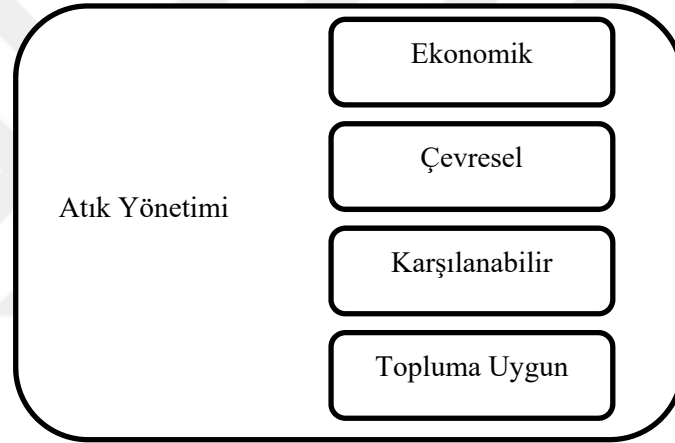 Ekonomik
Çevresel
Atık Yönetimi
Karşılanabilir
Topluma Uygun